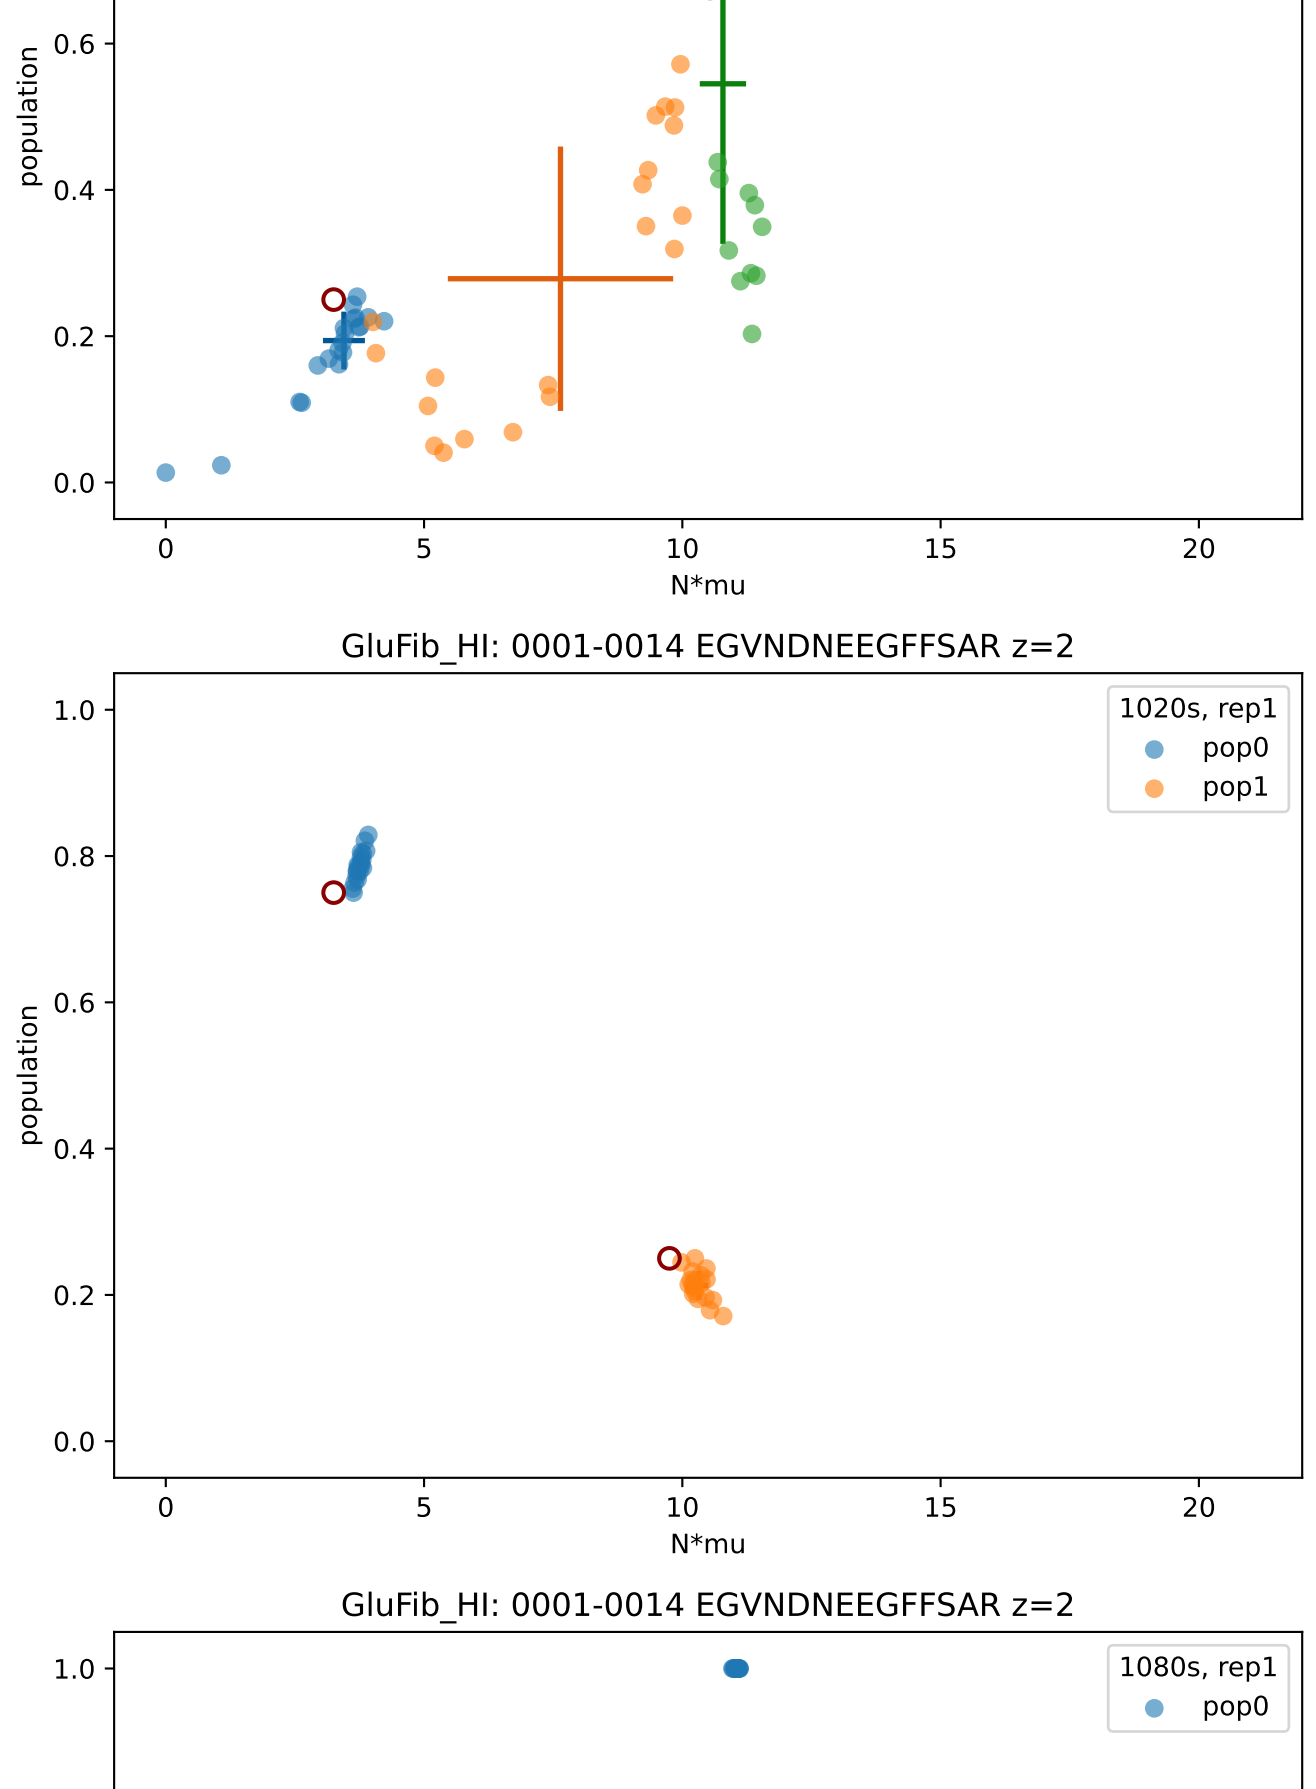 0.6
0.4
0.2
0.0
population
0 5 10 15 20
N*mu
GluFib_HI: 0001-0014 EGVNDNEEGFFSAR z=2
1020s, rep1
pop0
pop1
1.0
0.8
0.6
0.4
0.2
0.0
population
0 5 10 15 20
N*mu
GluFib_HI: 0001-0014 EGVNDNEEGFFSAR z=2
1080s, rep1
pop0
1.0